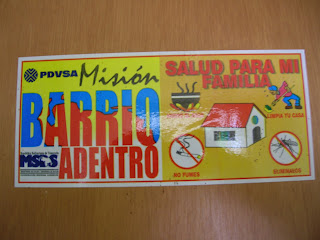 PDVSA Misión
BARRIO
ADENTRO
MSDS
SALUD PARA MI
FAMILIA
LIMPIA TU CASA
NO FUMES